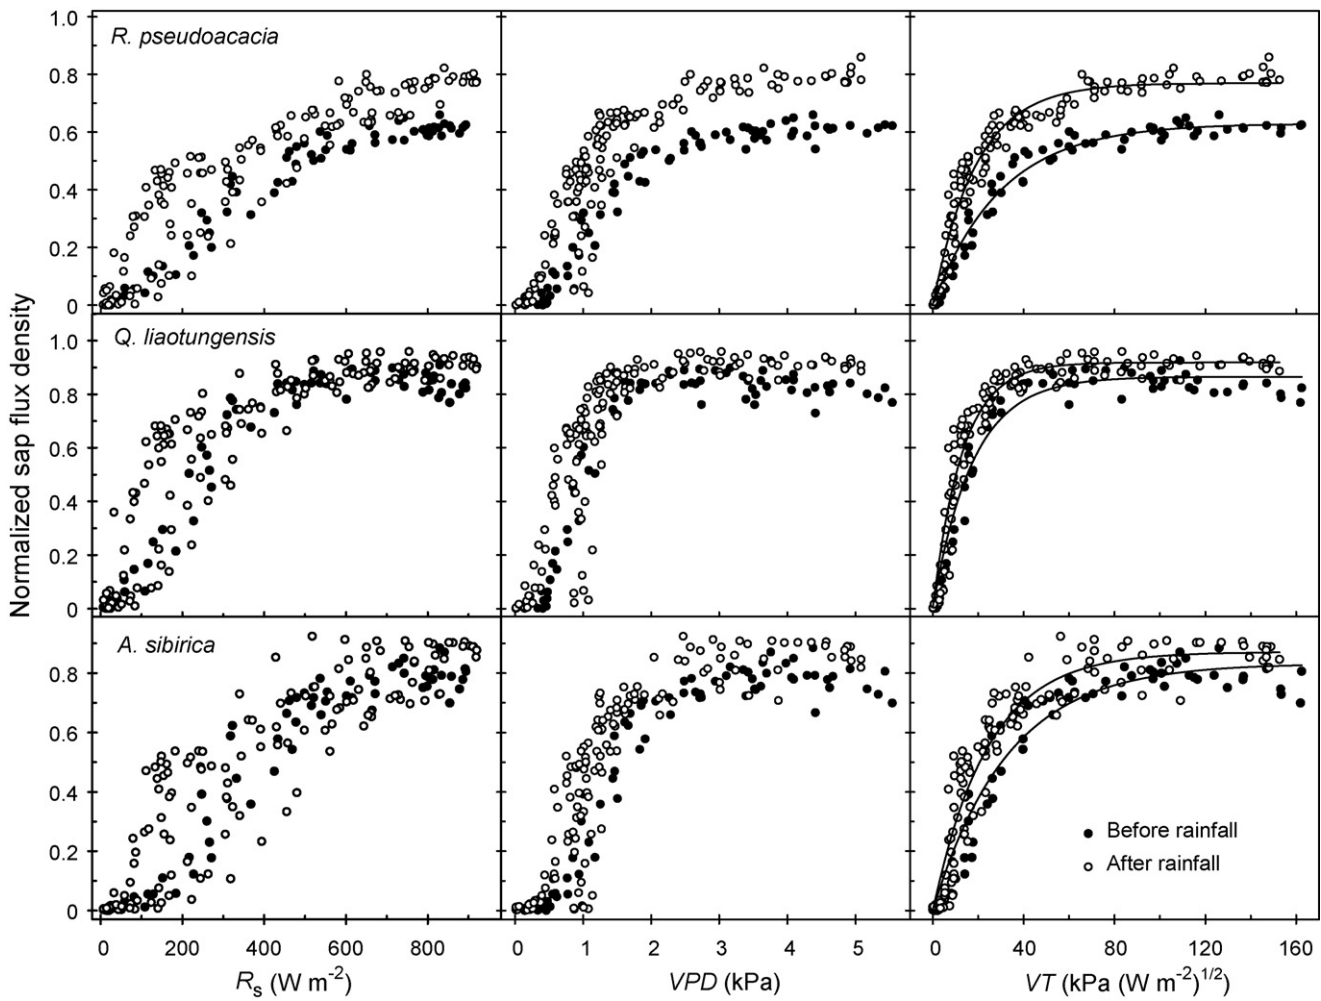 1.0
R. pseudoacacia
0.8
0.6
0.4
0.2
0
1.0
Q. liaotungensis
0.8
0.6
0.4
0.2
0
A. sibirica
0.8
0.6
0.4
0.2
0
Normalized sap flux density
Before rainfall
After rainfall
0 200 400 600 800
0 1 2 3 4 5
0 40 80 120 160
Rs (W m-2)
VPD (kPa)
VT (kPa (W m-2)1/2)